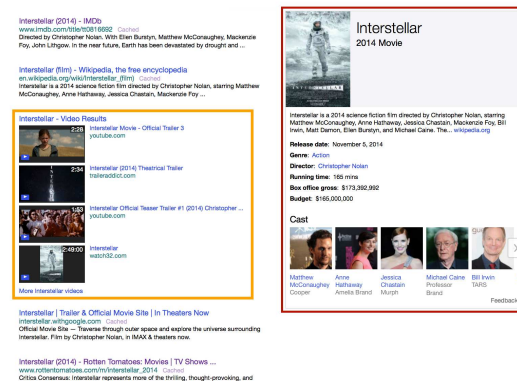 Interstellar (2014) - IMDb
www.imdb.com/title/tt0816692 Cached
Directed by Christopher Nolan. With Ellen Burstyn, Matthew McConaughey, Mackenzie
Foy, John Lithgow. In the near future, Earth has been devastated by drought and ...
Interstellar (film) - Wikipedia, the free encyclopedia
en.wikipedia.org/wiki/Interstellar_(film) Cached
Interstellar is a 2014 science fiction film directed by Christopher Nolan, starring Matthew
McConaughey, Anne Hathaway, Jessica Chastain, Mackenzie Foy ...
Interstellar - Video Results
2:28
Interstellar Movie - Official Trailer 3
youtube.com
2:34
Interstellar (2014) Theatrical Trailer
traileraddict.com
1:53
Interstellar Official Teaser Trailer #1 (2014) Christopher ...
youtube.com
2:49:00
Interstellar
watch32.com
More Interstellar videos
Interstellar | Trailer & Official Movie Site | In Theaters Now
interstellar.withgoogle.com Cached
Official Movie Site — Traverse through outer space and explore the universe surrounding
Interstellar. Film by Christopher Nolan, in IMAX & theaters now.
Interstellar (2014) - Rotten Tomatoes: Movies | TV Shows ...
www.rottentomatoes.com/m/interstellar_2014 Cached
Critics Consensus: Interstellar represents more of the thrilling, thought-provoking, and
Interstellar
2014 Movie
INTERSTELLAR
Interstellar is a 2014 science fiction film directed by Christopher Nolan, starring
Matthew McConaughey, Anne Hathaway, Jessica Chastain, Mackenzie Foy, Bill
Irwin, Matt Damon, Ellen Burstyn, and Michael Caine. The... wikipedia.org
Release date: November 5, 2014
Genre: Action
Director: Christopher Nolan
Running time: 165 mins
Box office gross: $173,392,992
Budget: $165,000,000
Cast
Matthew McConaughey
Cooper
Anne Hathaway
Amelia Brand
Jessica Chastain
Murph
Michael Caine
Professor Brand
Bill Irwin
TARS
Feedback